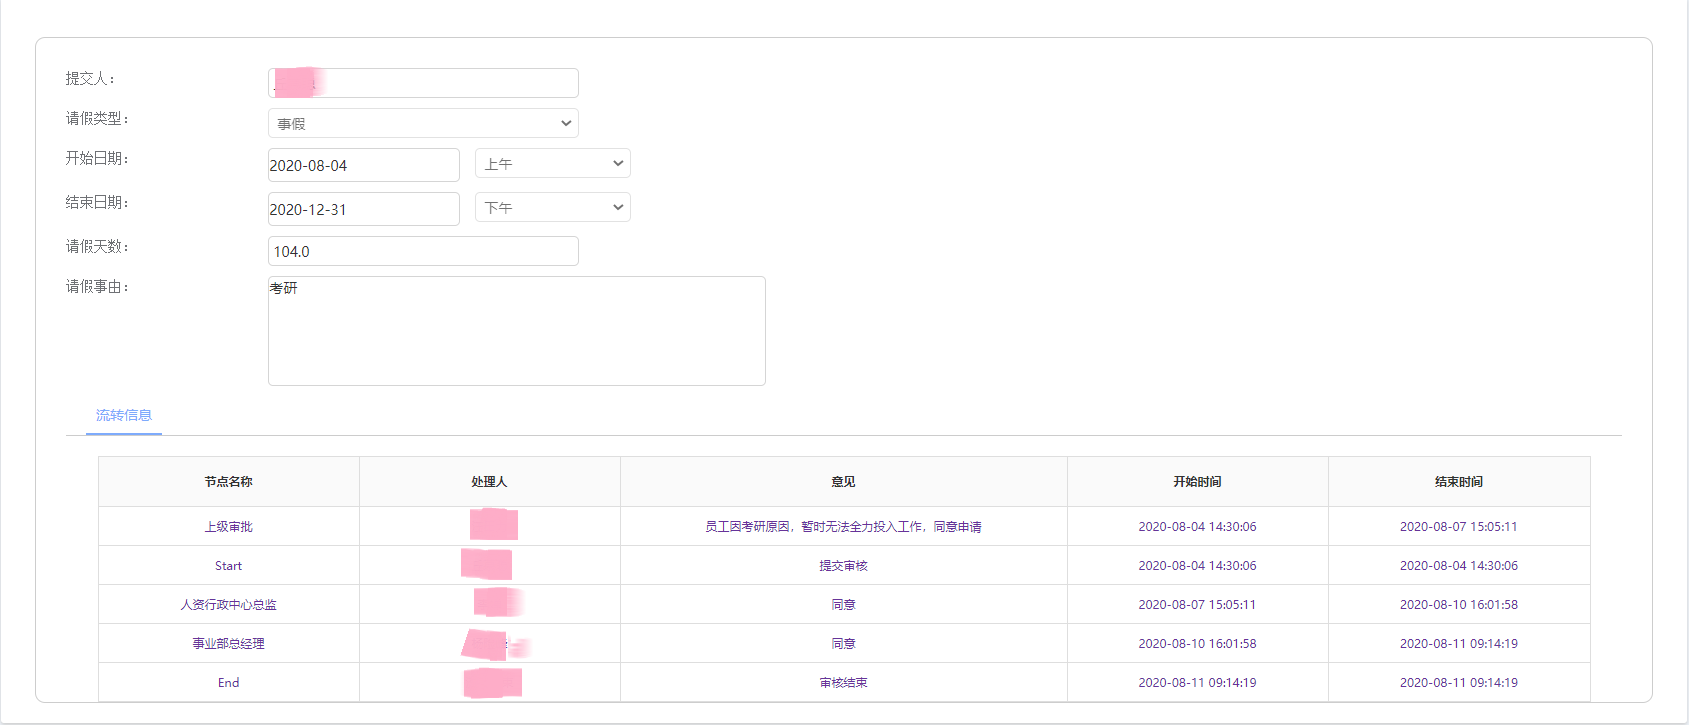 提交人：
请假类型： 事假
开始日期： 2020-08-04 上午
结束日期： 2020-12-31 下午
请假天数： 104.0
请假事由： 考研
流转信息
节点名称 处理人 意见 开始时间 结束时间
上级审批 员工因考研原因，暂时无法全力投入工作，同意申请 2020-08-04 14:30:06 2020-08-07 15:05:11
Start 提交审核 2020-08-04 14:30:06 2020-08-04 14:30:06
人资行政中心总监 同意 2020-08-07 15:05:11 2020-08-10 16:01:58
事业部总经理 同意 2020-08-10 16:01:58 2020-08-11 09:14:19
End 审核结束 2020-08-11 09:14:19 2020-08-11 09:14:19